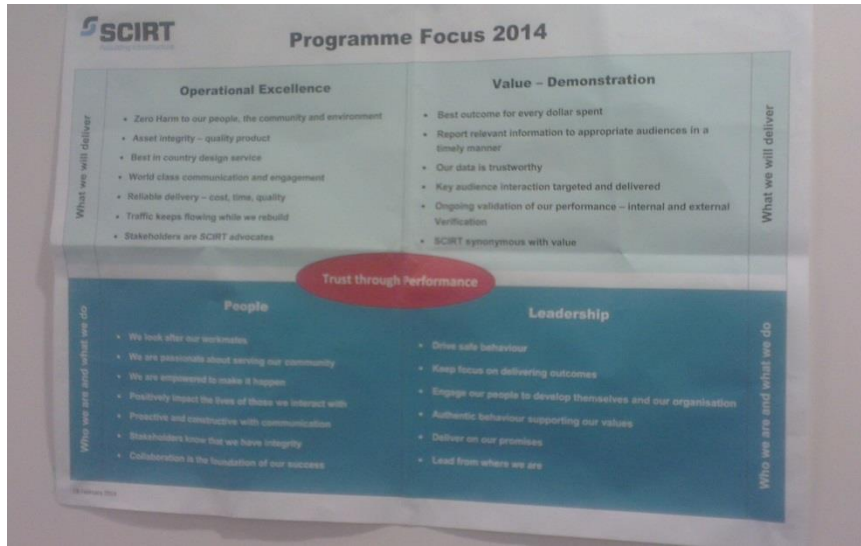 SCIRT
Programme Focus 2014
What we will deliver
Operational Excellence
• Zero Harm to our people, the community and environment
• Asset integrity – quality product
• Best in country design service
• World class communication and engagement
• Reliable delivery – cost, time, quality
• Traffic keeps flowing while we rebuild
• Stakeholders are SCIRT advocates
Value – Demonstration
• Best outcome for every dollar spent
• Report relevant information to appropriate audiences in a
timely manner
• Our data is trustworthy
• Key audience interaction targeted and delivered
• Ongoing validation of our performance – internal and external
Verification
• SCIRT synonymous with value
What we will deliver
Trust through Performance
Who we are and what we do
People
• We look after our workmates
• We are passionate about serving our community
• We are empowered to make it happen
• Positively impact the lives of those we interact with
• Proactive and constructive with communication
• Stakeholders know that we have integrity
• Collaboration is the foundation of our success
Leadership
• Drive safe behaviour
• Keep focus on delivering outcomes
• Engage our people to develop themselves and our organisation
• Authentic behaviour supporting our values
• Deliver on our promises
• Lead from where we are
Who we are and what we do